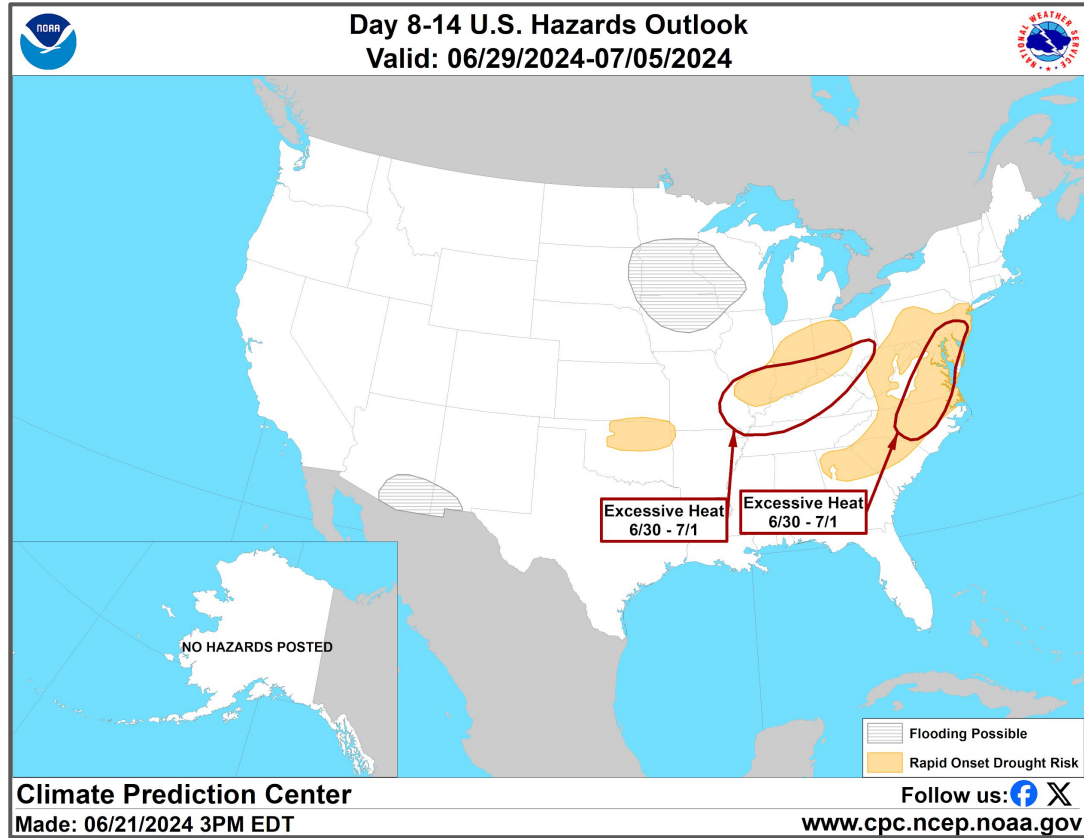 NOAA
Day 8-14 U.S. Hazards Outlook
Valid: 06/29/2024-07/05/2024
NATIONAL WEATHER SERVICE
Excessive Heat
6/30 - 7/1
Excessive Heat
6/30 - 7/1
NO HAZARDS POSTED
Flooding Possible
Rapid Onset Drought Risk
Climate Prediction Center
Follow us:
Made: 06/21/2024 3PM EDT
www.cpc.ncep.noaa.gov